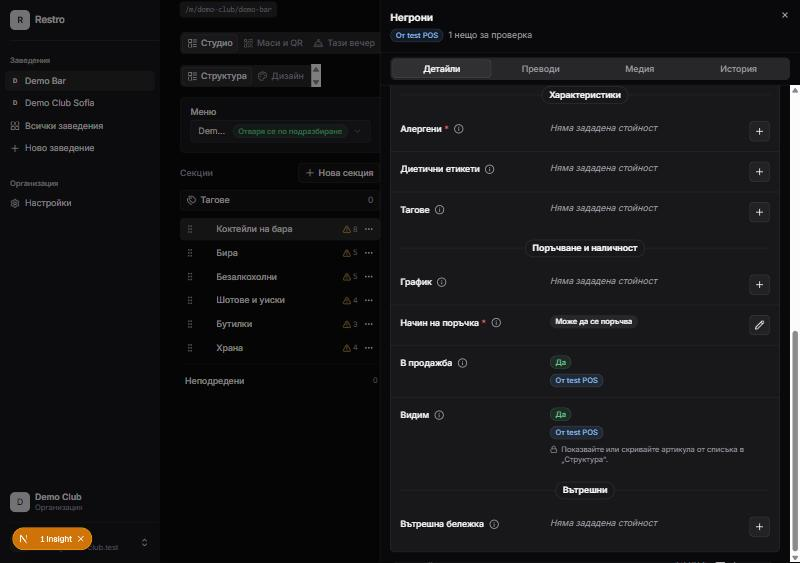 R Restro
Заведения
D Demo Bar
D Demo Club Sofia
Всички заведения
Ново заведение
Организация
Настройки
D Demo Club
Организация
N 1 Insight
club.test
/m/demo-club/demo-bar
Студио Маси и QR Тази вечер
Структура Дизайн
Меню
Dem... Отваря се по подразбиране
Секции Нова секция
Тагове 0
Коктейли на бара 8
Бира 5
Безалкохолни 5
Шотове и уиски 4
Бутилки 3
Храна 4
Неподредени 0
Негрони
От test POS 1 нещо за проверка
Детайли Преводи Медия История
Характеристики
Алергени * Няма зададена стойност
Диетични етикети Няма зададена стойност
Тагове Няма зададена стойност
Поръчване и наличност
График Няма зададена стойност
Начин на поръчка * Може да се поръчва
В продажба Да
От test POS
Видим Да
От test POS
Показвайте или скривайте артикула от списъка в
„Структура“.
Вътрешни
Вътрешна бележка Няма зададена стойност